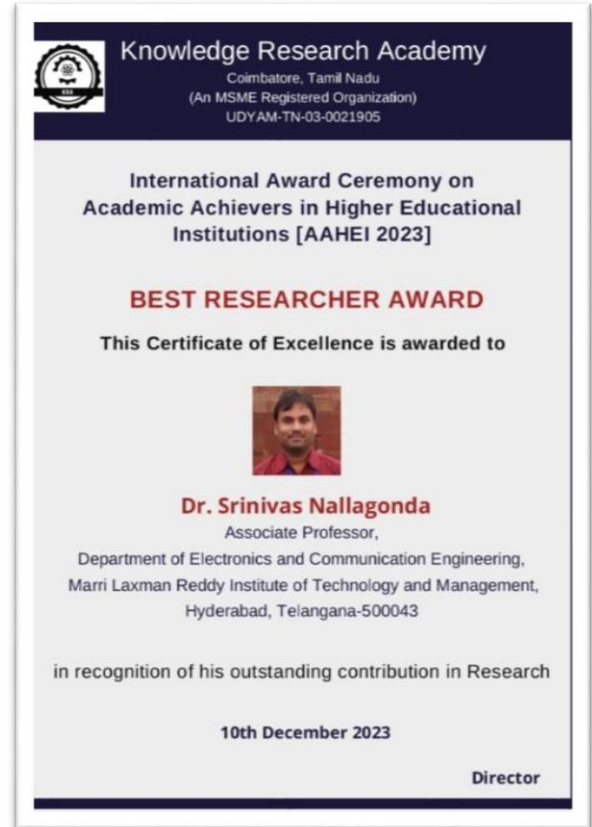 Knowledge Research Academy
Coimbatore, Tamil Nadu
(An MSME Registered Organization)
UDYAM-TN-03-0021905
KRA
International Award Ceremony on
Academic Achievers in Higher Educational
Institutions [AAHEI 2023]
BEST RESEARCHER AWARD
This Certificate of Excellence is awarded to
Dr. Srinivas Nallagonda
Associate Professor,
Department of Electronics and Communication Engineering,
Marri Laxman Reddy Institute of Technology and Management,
Hyderabad, Telangana-500043
in recognition of his outstanding contribution in Research
10th December 2023
Director